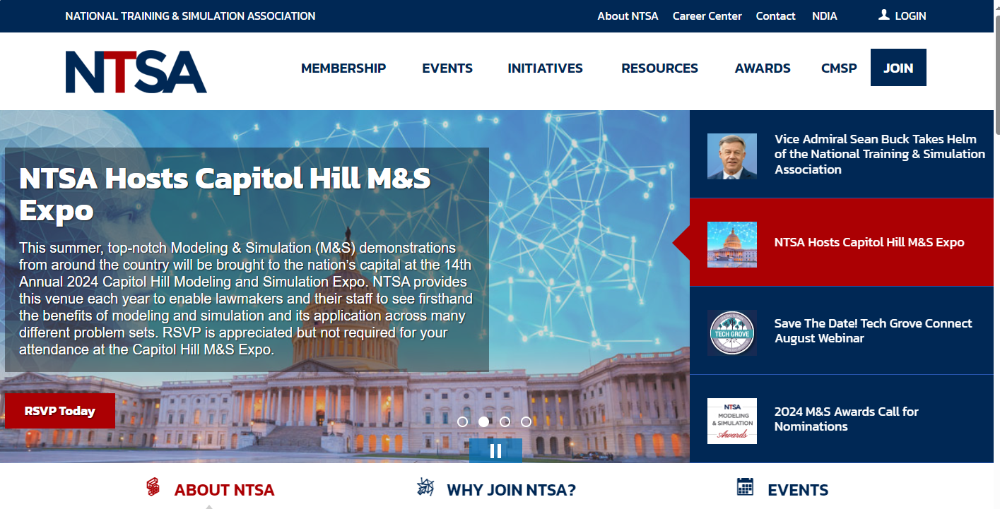 NATIONAL TRAINING & SIMULATION ASSOCIATION
About NTSA Career Center Contact NDIA LOGIN
NTSA
MEMBERSHIP EVENTS INITIATIVES RESOURCES AWARDS CMSP JOIN
NTSA Hosts Capitol Hill M&S
Expo
This summer, top-notch Modeling & Simulation (M&S) demonstrations
from around the country will be brought to the nation's capital at the 14th
Annual 2024 Capitol Hill Modeling and Simulation Expo. NTSA provides
this venue each year to enable lawmakers and their staff to see firsthand
the benefits of modeling and simulation and its application across many
different problem sets. RSVP is appreciated but not required for your
attendance at the Capitol Hill M&S Expo.
RSVP Today
Vice Admiral Sean Buck Takes Helm
of the National Training & Simulation
Association
NTSA Hosts Capitol Hill M&S Expo
TECH GROVE
Save The Date! Tech Grove Connect
August Webinar
NTSA
MODELING
& SIMULATION
Awards
2024 M&S Awards Call for
Nominations
ABOUT NTSA
WHY JOIN NTSA?
EVENTS